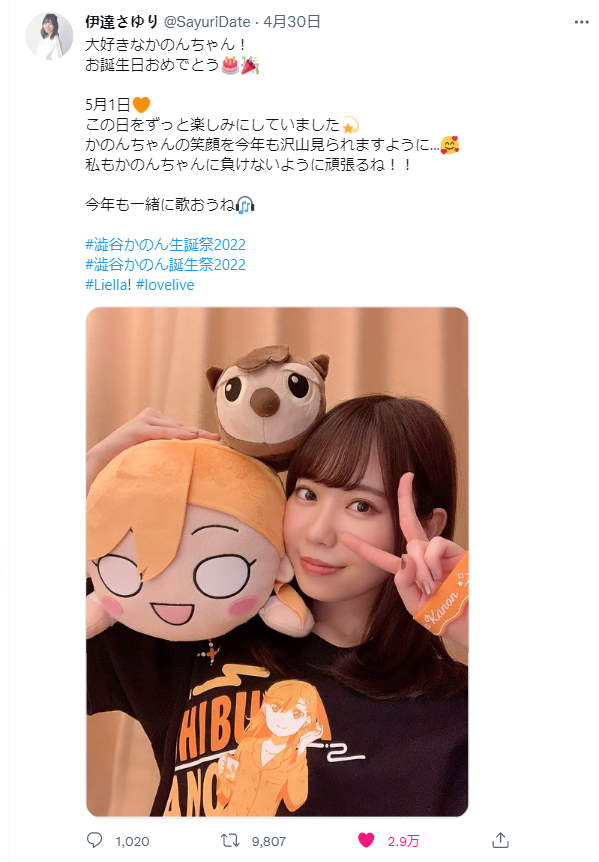 伊達さゆり @SayuriDate · 4月30日
大好きなかのんちゃん！
お誕生日おめでとう🎂🎉
5月1日🧡
この日をずっと楽しみにしていました💫
かのんちゃんの笑顔を今年も沢山見られますように...🥰
私もかのんちゃんに負けないように頑張るね！！
今年も一緒に歌おうね🎧
#澁谷かのん生誕祭2022
#澁谷かのん誕生祭2022
#Liella! #lovelive
Kanon
HIBU
ANO
1,020 9,807 2.9万